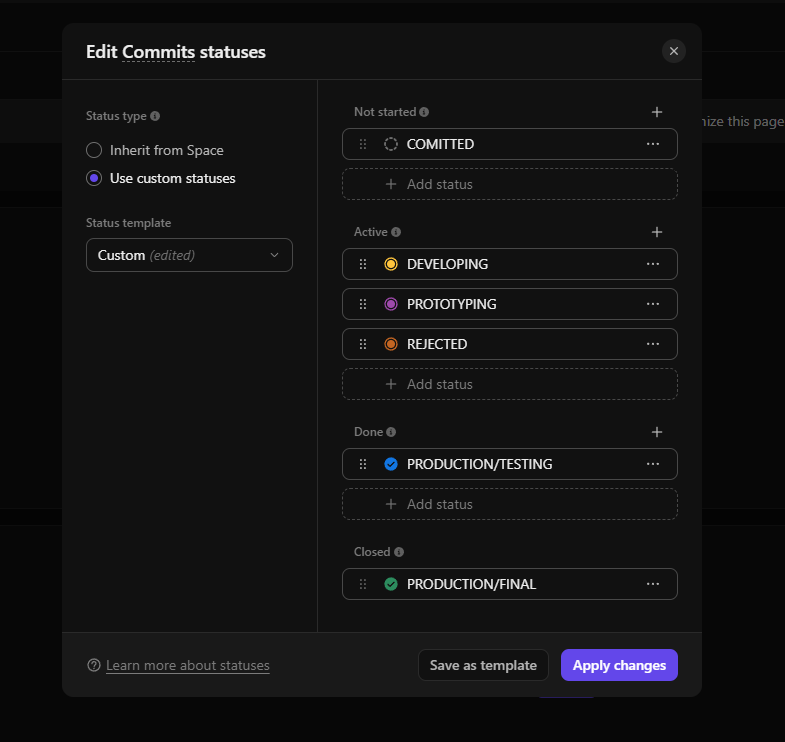 Edit Commits statuses
Status type
Inherit from Space
Use custom statuses
Status template
Custom (edited)
Not started
COMITTED
Add status
Active
DEVELOPING
PROTOTYPING
REJECTED
Add status
Done
PRODUCTION/TESTING
Add status
Closed
PRODUCTION/FINAL
Learn more about statuses
Save as template
Apply changes
this page